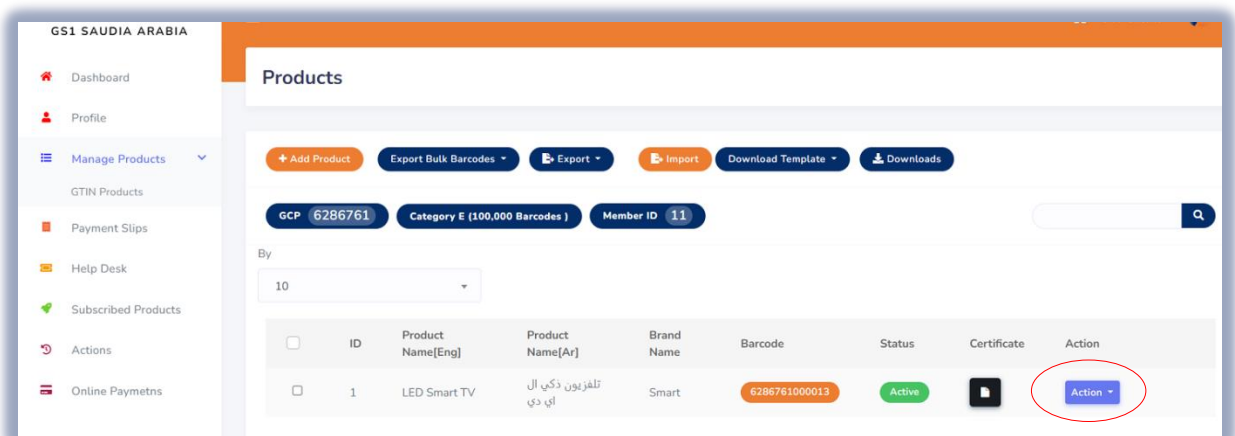 GS1 SAUDIA ARABIA
Dashboard
Profile
Manage Products
GTIN Products
Payment Slips
Help Desk
Subscribed Products
Actions
Online Paymetns
Products
+ Add Product
Export Bulk Barcodes
Export
Import
Download Template
Downloads
GCP 6286761
Category E (100,000 Barcodes )
Member ID 11
By
10
ID
Product Name[Eng]
Product Name[Ar]
Brand Name
Barcode
Status
Certificate
Action
1
LED Smart TV
تلفزيون ذكي ال
اي دي
Smart
6286761000013
Active
Action